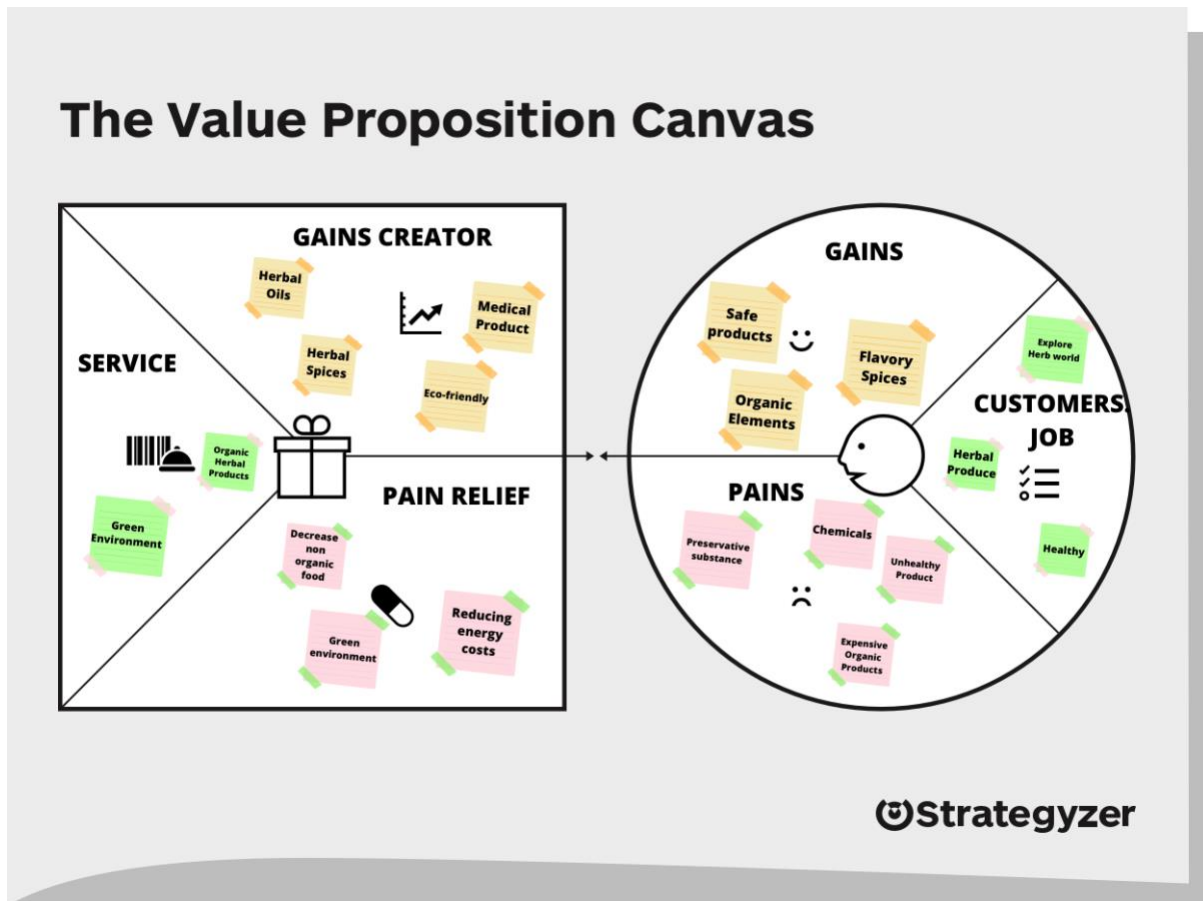 The Value Proposition Canvas
GAINS CREATOR
Herbal
Oils
Medical
Product
Herbal
Spices
Eco-friendly
SERVICE
Organic
Herbal
Products
Green
Environment
PAIN RELIEF
Decrease
non
organic
food
Green
environment
Reducing
energy
costs
GAINS
Safe
products
Flavory
Spices
Organic
Elements
CUSTOMERS.
JOB
Explore
Herb world
Herbal
Produce
Healthy
PAINS
Preservative
substance
Chemicals
Unhealthy
Product
Expensive
Organic
Products
Strategyzer